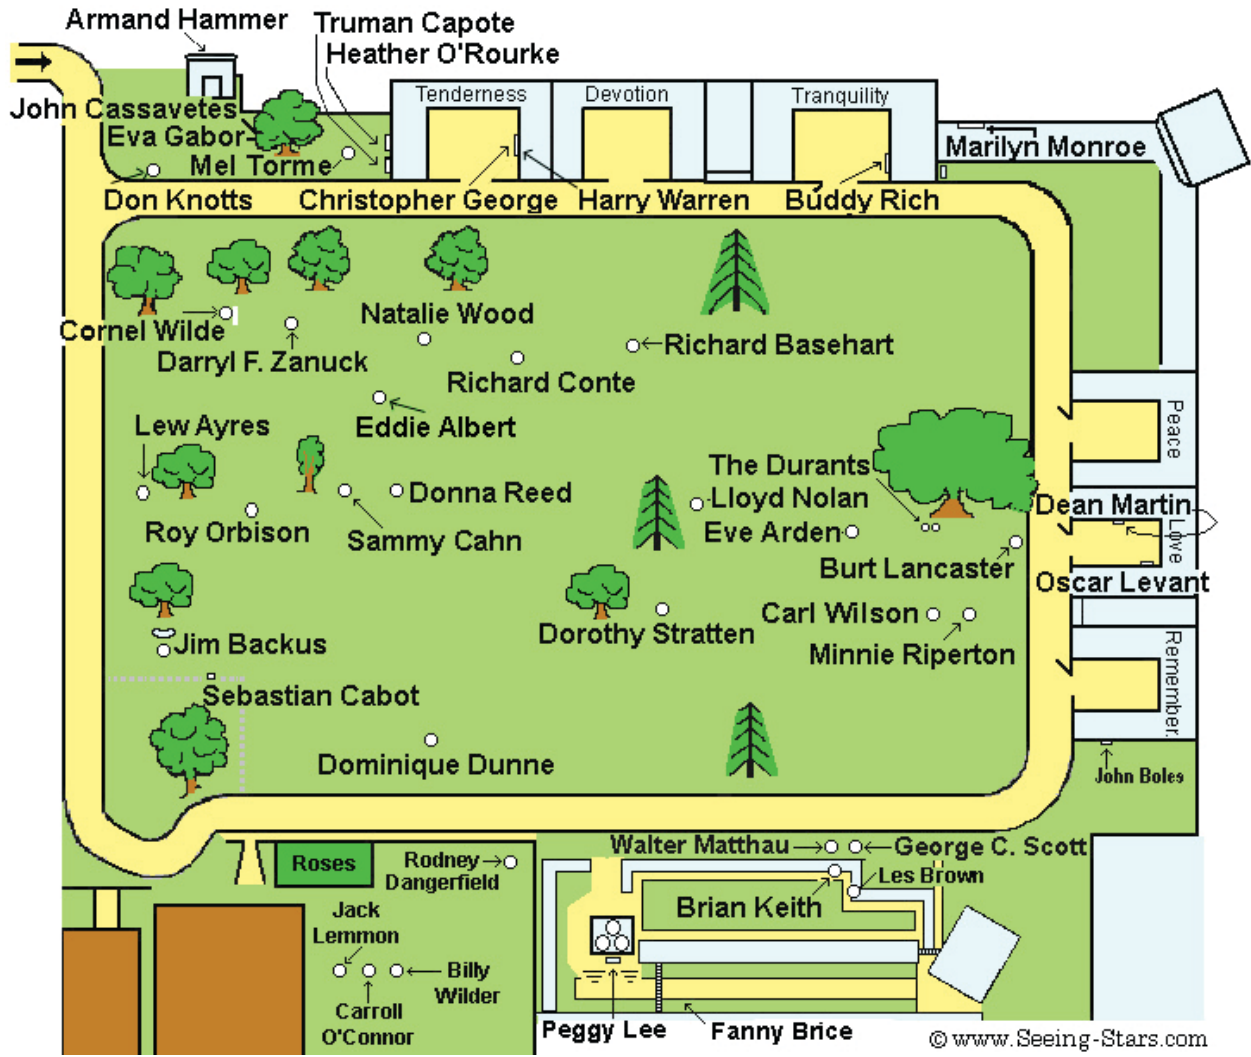 Armand Hammer
Truman Capote
Heather O'Rourke
John Cassavetes
Eva Gabor
Mel Torme
Don Knotts
Tenderness
Devotion
Tranquility
Marilyn Monroe
Christopher George
Harry Warren
Buddy Rich
Natalie Wood
Cornel Wilde
Darryl F. Zanuck
Richard Basehart
Richard Conte
Eddie Albert
Lew Ayres
Peace
The Durants
Donna Reed
Lloyd Nolan
Dean Martin
Roy Orbison
Sammy Cahn
Eve Arden
Love
Burt Lancaster
Oscar Levant
Carl Wilson
Dorothy Stratten
Jim Backus
Minnie Riperton
Remember.
Sebastian Cabot
Dominique Dunne
John Boles
Walter Matthau
George C. Scott
Roses
Rodney
Dangerfield
Les Brown
Brian Keith
Jack
Lemmon
Billy
Wilder
Carroll
O'Connor
Peggy Lee
Fanny Brice
© www.Seeing-Stars.com